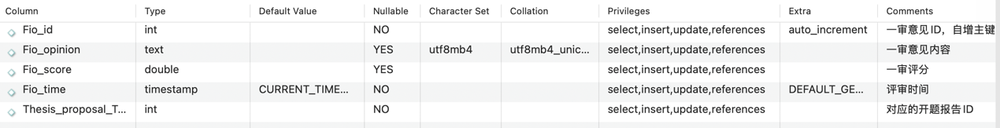 Column Type Default Value Nullable Character Set Collation Privileges Extra Comments
Fio_id int NO select,insert,update,references auto_increment 一审意见ID，自增主键
Fio_opinion text YES utf8mb4 utf8mb4_unic... select,insert,update,references 一审意见内容
Fio_score double YES select,insert,update,references 一审评分
Fio_time timestamp CURRENT_TIME... NO select,insert,update,references DEFAULT_GE... 评审时间
Thesis_proposal_T... int NO select,insert,update,references 对应的开题报告ID